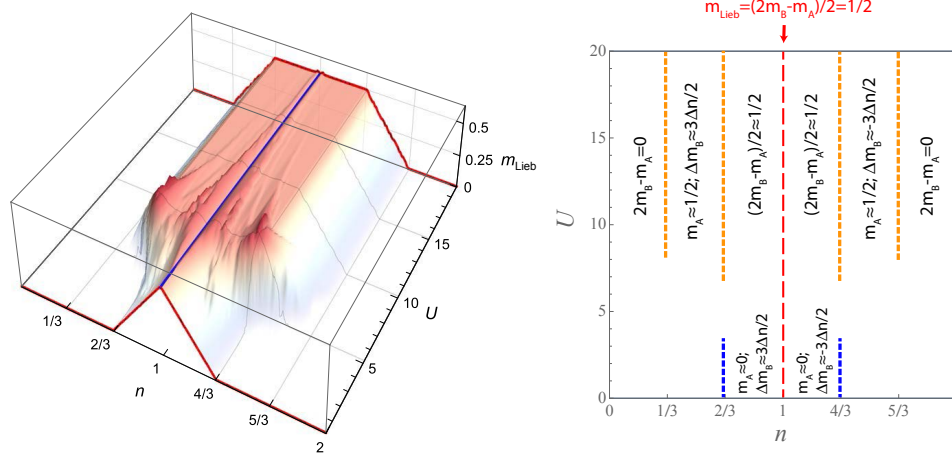 m_Lieb=(2m_B-m_A)/2=1/2
0.5
0.25
0
m_Lieb
15
10
5
U
1/3
2/3
1
4/3
5/3
2
n
20
15
10
5
0
U
2m_B-m_A=0
m_A≈1/2; Δm_B≈3Δn/2
(2m_B-m_A)/2≈1/2
(2m_B-m_A)/2≈1/2
m_A≈1/2; Δm_B≈-3Δn/2
2m_B-m_A=0
m_A≈0;
Δm_B≈3Δn/2
m_A≈0;
Δm_B≈-3Δn/2
0
1/3
2/3
1
4/3
5/3
n